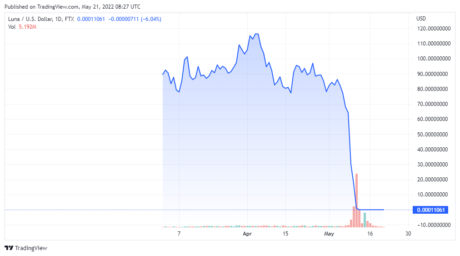 Published on TradingView.com, May 21, 2022 08:27 UTC
Luna / U.S. Dollar, 1D, FTX 0.00011061 −0.00000711 (−6.04%)
Vol 5.192M
USD
120.00000000
110.00000000
100.00000000
90.00000000
80.00000000
70.00000000
60.00000000
50.00000000
40.00000000
30.00000000
20.00000000
10.00000000
0.00011061
−10.00000000
7 Apr 15 May 16 30
TradingView